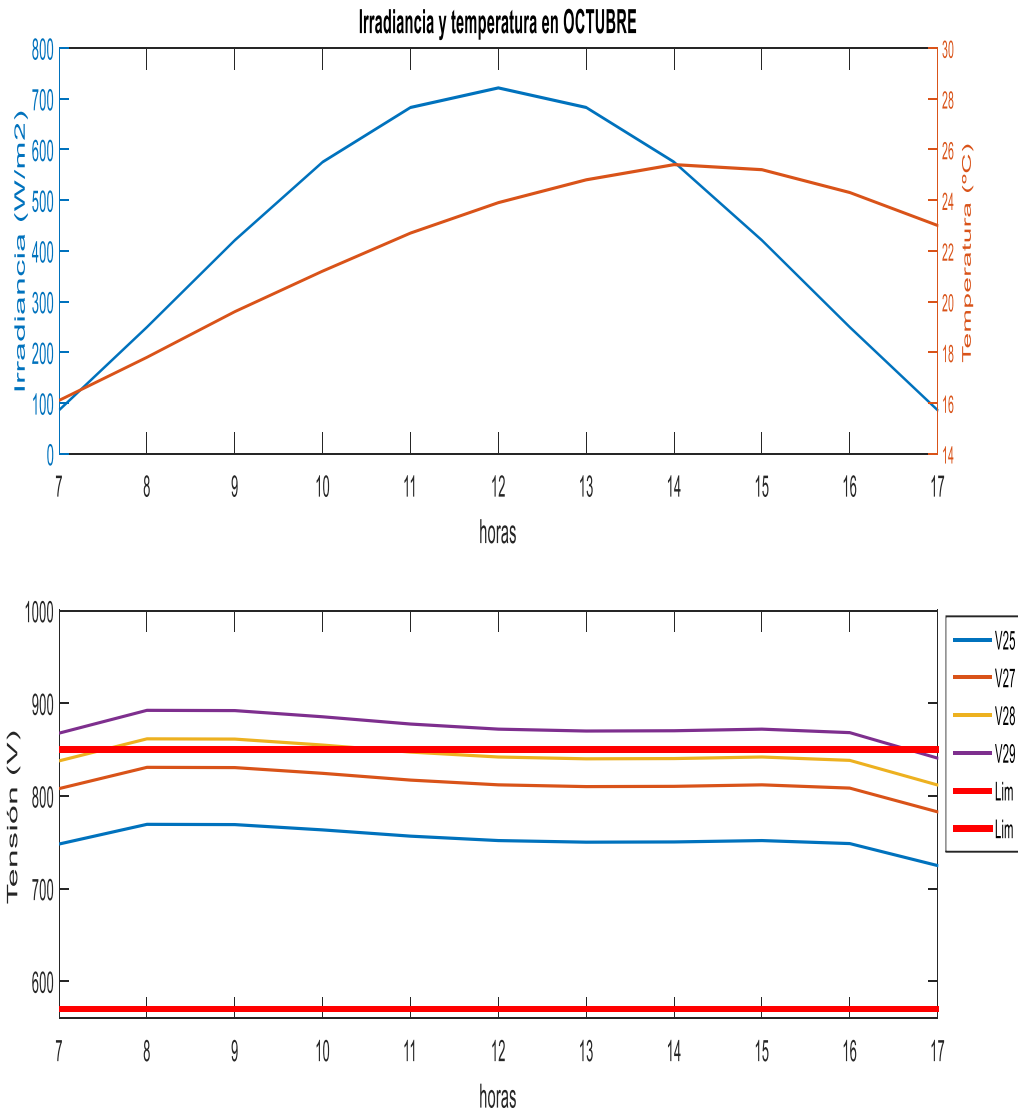 Irradiancia y temperatura en OCTUBRE
800
700
600
500
400
300
200
100
0
Irradiancia (W/m2)
30
28
26
24
22
20
18
16
14
Temperatura (ºC)
7 8 9 10 11 12 13 14 15 16 17
horas
1000
900
800
700
600
Tensión (V)
V25
V27
V28
V29
Lim
Lim
7 8 9 10 11 12 13 14 15 16 17
horas